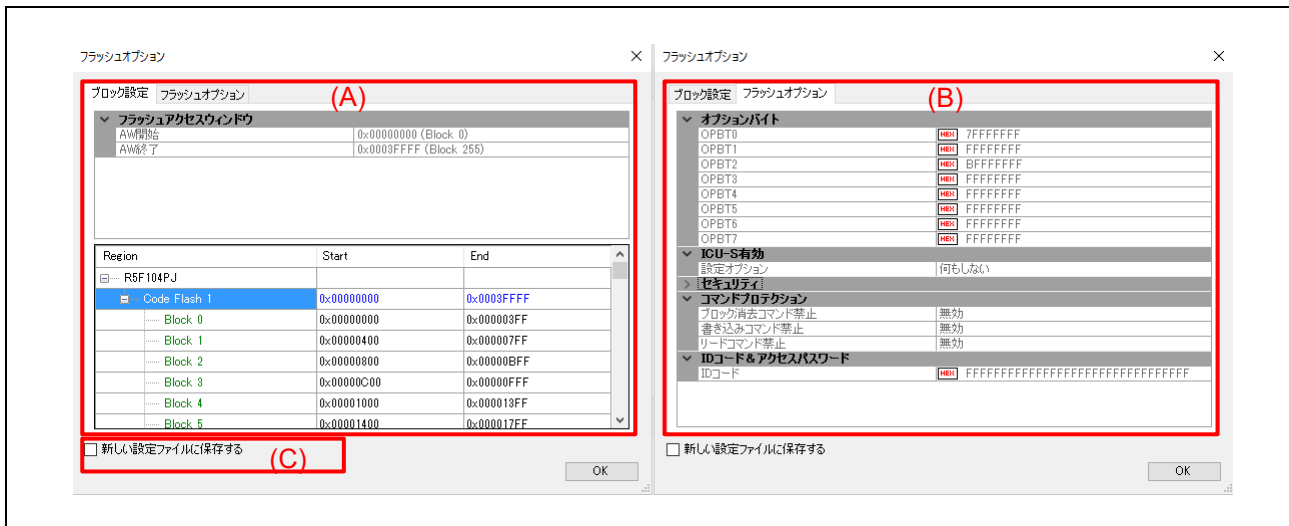 フラッシュオプション
ブロック設定 フラッシュオプション
(A)
フラッシュアクセスウィンドウ
AW開始 0x00000000 (Block 0)
AW終了 0x0003FFFF (Block 255)
Region Start End
R5F104PJ
Code Flash 1 0x00000000 0x0003FFFF
Block 0 0x00000000 0x000003FF
Block 1 0x00000400 0x000007FF
Block 2 0x00000800 0x00000BFF
Block 3 0x00000C00 0x00000FFF
Block 4 0x00001000 0x000013FF
Block 5 0x00001400 0x000017FF
新しい設定ファイルに保存する
(C)
OK
フラッシュオプション
ブロック設定 フラッシュオプション
(B)
オプションバイト
OPBT0 HEX 7FFFFFFF
OPBT1 HEX FFFFFFFF
OPBT2 HEX BFFFFFFF
OPBT3 HEX FFFFFFFF
OPBT4 HEX FFFFFFFF
OPBT5 HEX FFFFFFFF
OPBT6 HEX FFFFFFFF
OPBT7 HEX FFFFFFFF
ICU-S有効
設定オプション 何もしない
セキュリティ
コマンドプロテクション
ブロック消去コマンド禁止 無効
書き込みコマンド禁止 無効
リードコマンド禁止 無効
IDコード&アクセスパスワード
IDコード HEX FFFFFFFFFFFFFFFFFFFFFFFFFFFFFFFF
新しい設定ファイルに保存する
OK